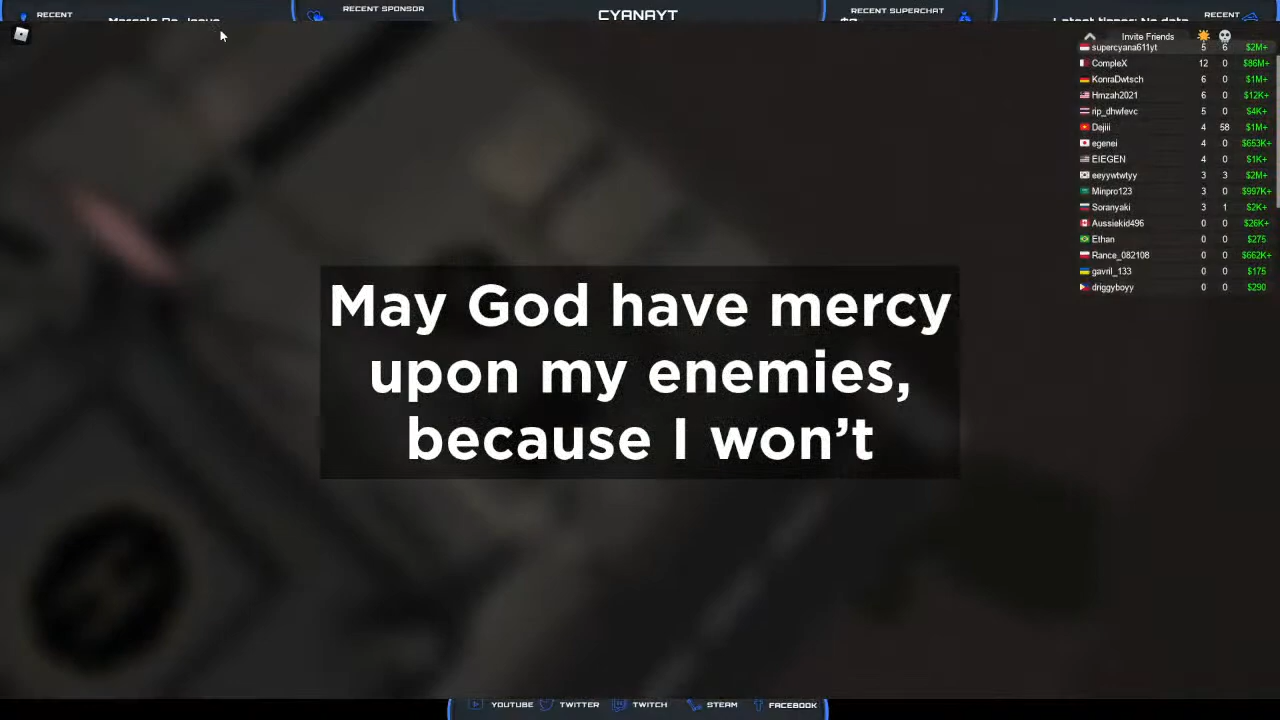 RECENT
RECENT SPONSOR
CYANAYT
RECENT SUPERCHAT
RECENT
Invite Friends
supercyana611yt 5 6 $2M+
CompleX 12 0 $86M+
KonraDwtsch 6 0 $1M+
Hmzah2021 6 0 $12K+
rip_dhwfevc 5 0 $4K+
Dejiii 4 58 $1M+
egenei 4 0 $653K+
EIEGEN 4 0 $1K+
eeyywtwtyy 3 3 $2M+
Minpro123 3 0 $997K+
Soranyaki 3 1 $2K+
Aussiekid496 0 0 $26K+
Ethan 0 0 $275
Rance_082108 0 0 $662K+
gavril_133 0 0 $175
driggyboyy 0 0 $290
May God have mercy
upon my enemies,
because I won’t
YOUTUBE TWITTER TWITCH STEAM FACEBOOK